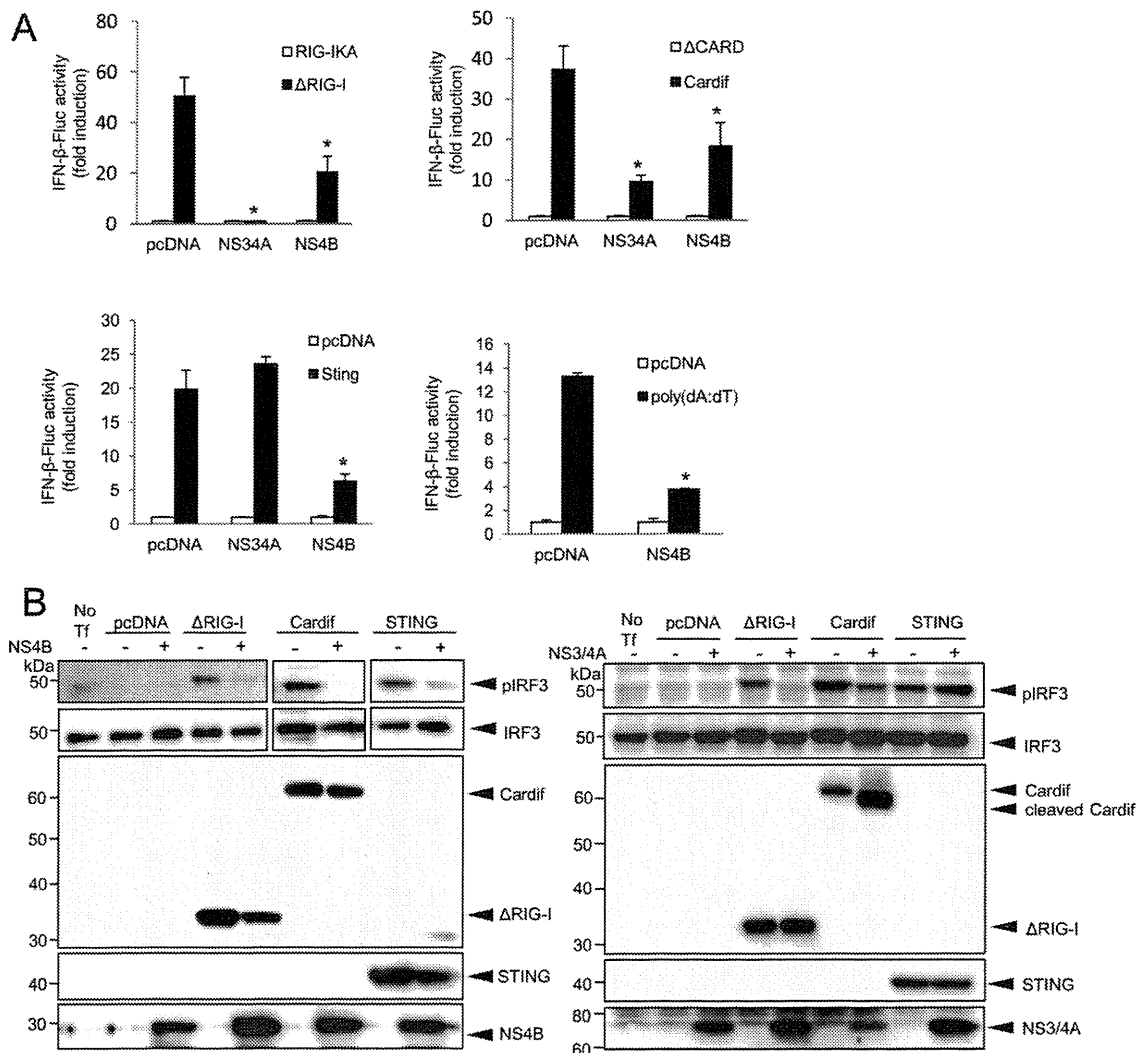 A
IFN-β-Fluc activity
(fold induction)
80
60
40
20
0
RIG-IKA
ΔRIG-I
*
*
pcDNA NS34A NS4B
IFN-β-Fluc activity
(fold induction)
50
40
30
20
10
0
ΔCARD
Cardif
*
*
pcDNA NS34A NS4B
IFN-β-Fluc activity
(fold induction)
30
25
20
15
10
5
0
pcDNA
Sting
*
pcDNA NS34A NS4B
IFN-β-Fluc activity
(fold induction)
16
14
12
10
8
6
4
2
0
pcDNA
poly(dA:dT)
*
pcDNA NS4B
B
No
Tf pcDNA ΔRIG-I Cardif STING
NS4B - - + - + - + - +
kDa
50 pIRF3
50 IRF3
60 Cardif
50
40
ΔRIG-I
30
40 STING
30 NS4B
No
Tf pcDNA ΔRIG-I Cardif STING
NS3/4A - - + - + - + - +
kDa
50 pIRF3
50 IRF3
Cardif
60 cleaved Cardif
50
40
ΔRIG-I
30
40 STING
80
NS3/4A
60